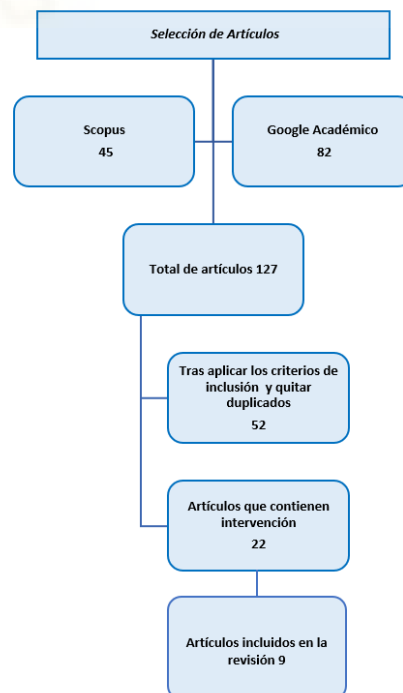 Selección de Artículos
Scopus
45
Google Académico
82
Total de artículos 127
Tras aplicar los criterios de
inclusión y quitar
duplicados
52
Artículos que contienen
intervención
22
Artículos incluidos en la
revisión 9